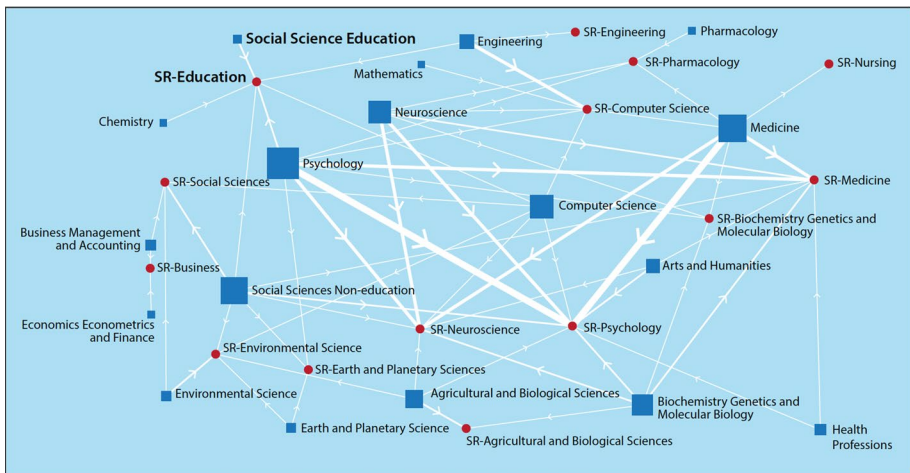 Social Science Education
Engineering
SR-Engineering
Pharmacology
SR-Education
Mathematics
SR-Pharmacology
SR-Nursing
Chemistry
Neuroscience
SR-Computer Science
Medicine
Psychology
SR-Social Sciences
SR-Medicine
Computer Science
SR-Biochemistry Genetics and
Molecular Biology
Business Management
and Accounting
SR-Business
Arts and Humanities
Social Sciences Non-education
Economics Econometrics
and Finance
SR-Neuroscience
SR-Psychology
SR-Environmental Science
SR-Earth and Planetary Sciences
Environmental Science
Agricultural and Biological Sciences
Biochemistry Genetics and
Molecular Biology
Earth and Planetary Science
SR-Agricultural and Biological Sciences
Health
Professions